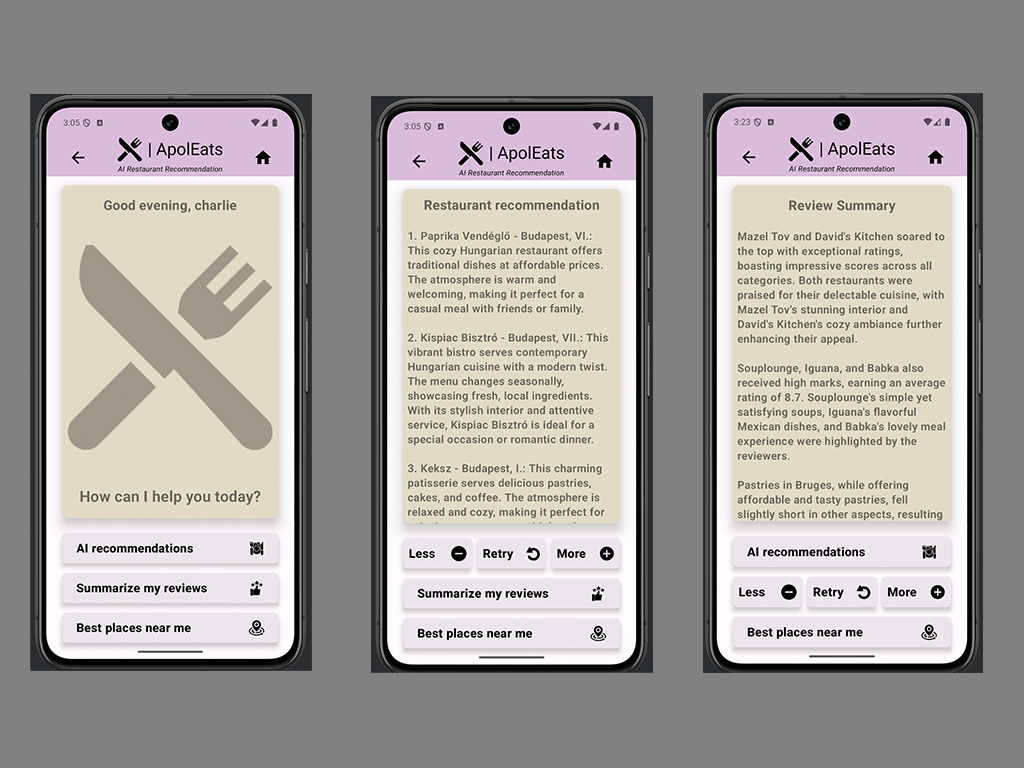 3:05
| ApolEats
AI Restaurant Recommendation
Good evening, charlie
How can I help you today?
AI recommendations
Summarize my reviews
Best places near me
3:05
| ApolEats
AI Restaurant Recommendation
Restaurant recommendation
1. Paprika Vendéglő - Budapest, VI.:
This cozy Hungarian restaurant offers
traditional dishes at affordable prices.
The atmosphere is warm and
welcoming, making it perfect for a
casual meal with friends or family.
2. Kispiac Bisztró - Budapest, VII.: This
vibrant bistro serves contemporary
Hungarian cuisine with a modern twist.
The menu changes seasonally,
showcasing fresh, local ingredients.
With its stylish interior and attentive
service, Kispiac Bisztró is ideal for a
special occasion or romantic dinner.
3. Keksz - Budapest, I.: This charming
patisserie serves delicious pastries,
cakes, and coffee. The atmosphere is
relaxed and cozy, making it perfect for
Less
Retry
More
Summarize my reviews
Best places near me
3:23
| ApolEats
AI Restaurant Recommendation
Review Summary
Mazel Tov and David's Kitchen soared to
the top with exceptional ratings,
boasting impressive scores across all
categories. Both restaurants were
praised for their delectable cuisine, with
Mazel Tov's stunning interior and
David's Kitchen's cozy ambiance further
enhancing their appeal.
Souplounge, Iguana, and Babka also
received high marks, earning an average
rating of 8.7. Souplounge's simple yet
satisfying soups, Iguana's flavorful
Mexican dishes, and Babka's lovely meal
experience were highlighted by the
reviewers.
Pastries in Bruges, while offering
affordable and tasty pastries, fell
slightly short in other aspects, resulting
AI recommendations
Less
Retry
More
Best places near me